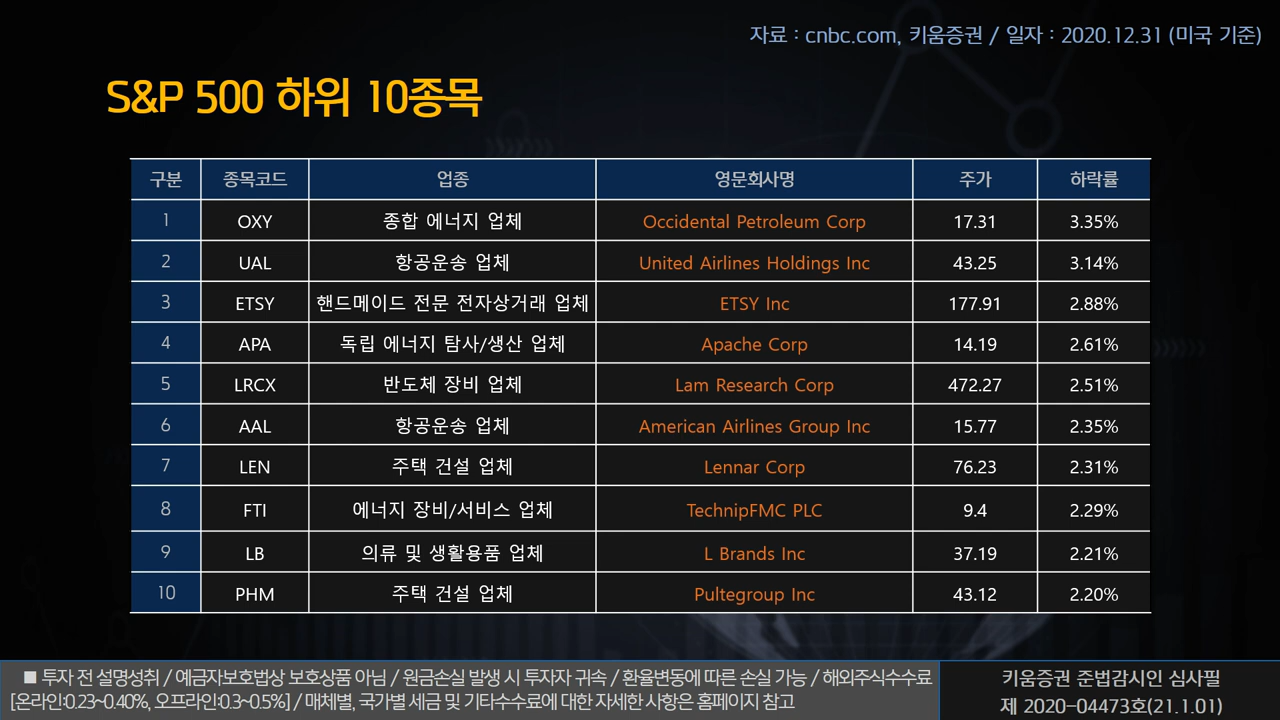 자료 : cnbc.com, 키움증권 / 일자 : 2020.12.31 (미국 기준)
S&P 500 하위 10종목
구분 종목코드 업종 영문회사명 주가 하락률
1 OXY 종합 에너지 업체 Occidental Petroleum Corp 17.31 3.35%
2 UAL 항공운송 업체 United Airlines Holdings Inc 43.25 3.14%
3 ETSY 핸드메이드 전문 전자상거래 업체 ETSY Inc 177.91 2.88%
4 APA 독립 에너지 탐사/생산 업체 Apache Corp 14.19 2.61%
5 LRCX 반도체 장비 업체 Lam Research Corp 472.27 2.51%
6 AAL 항공운송 업체 American Airlines Group Inc 15.77 2.35%
7 LEN 주택 건설 업체 Lennar Corp 76.23 2.31%
8 FTI 에너지 장비/서비스 업체 TechnipFMC PLC 9.4 2.29%
9 LB 의류 및 생활용품 업체 L Brands Inc 37.19 2.21%
10 PHM 주택 건설 업체 Pultegroup Inc 43.12 2.20%
■ 투자 전 설명성취 / 예금자보호법상 보호상품 아님 / 원금손실 발생 시 투자자 귀속 / 환율변동에 따른 손실 가능 / 해외주식수수료
[온라인:0.23~0.40%, 오프라인:0.3~0.5%] / 매체별, 국가별 세금 및 기타수수료에 대한 자세한 사항은 홈페이지 참고
키움증권 준법감시인 심사필
제 2020-04473호(21.1.01)